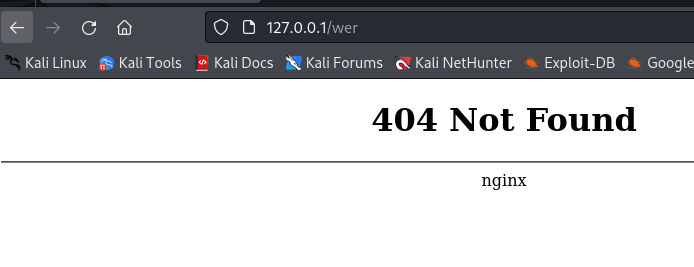 127.0.0.1/wer
Kali Linux Kali Tools Kali Docs Kali Forums Kali NetHunter Exploit-DB Google
404 Not Found
nginx